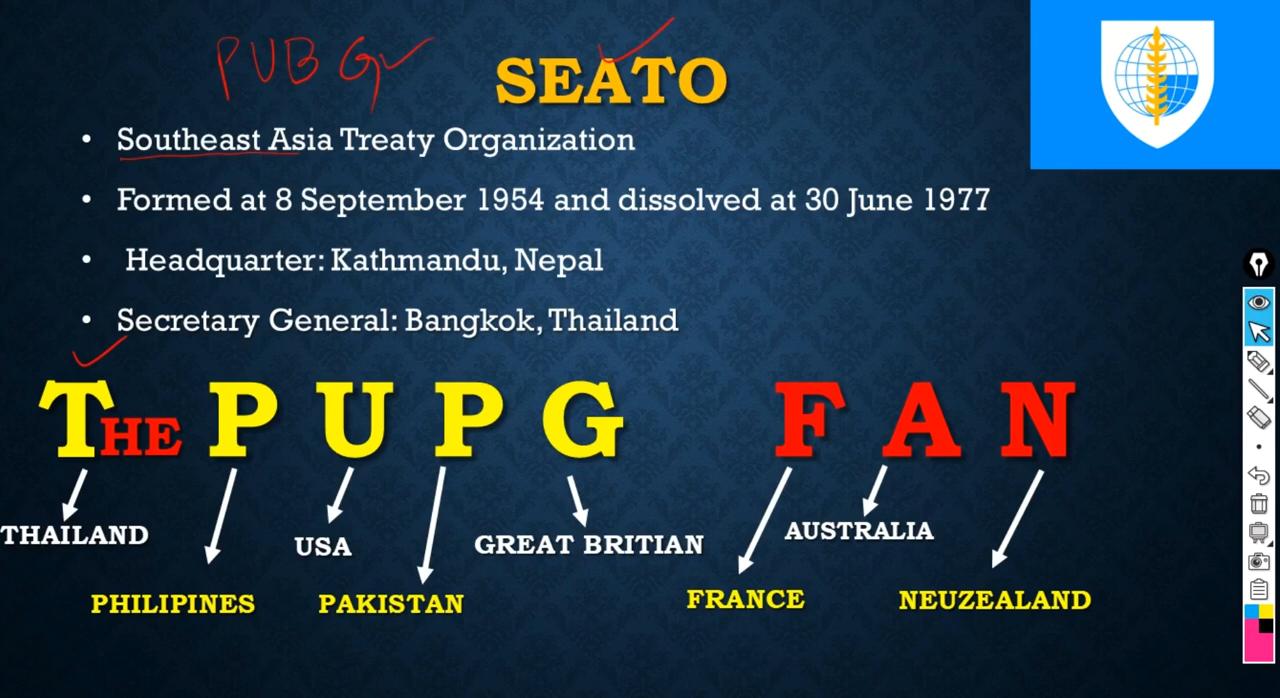 PUBG
SEATO
• Southeast Asia Treaty Organization
• Formed at 8 September 1954 and dissolved at 30 June 1977
• Headquarter: Kathmandu, Nepal
• Secretary General: Bangkok, Thailand
THE P U P G F A N
THAILAND
USA
GREAT BRITIAN
AUSTRALIA
PHILIPINES
PAKISTAN
FRANCE
NEUZEALAND